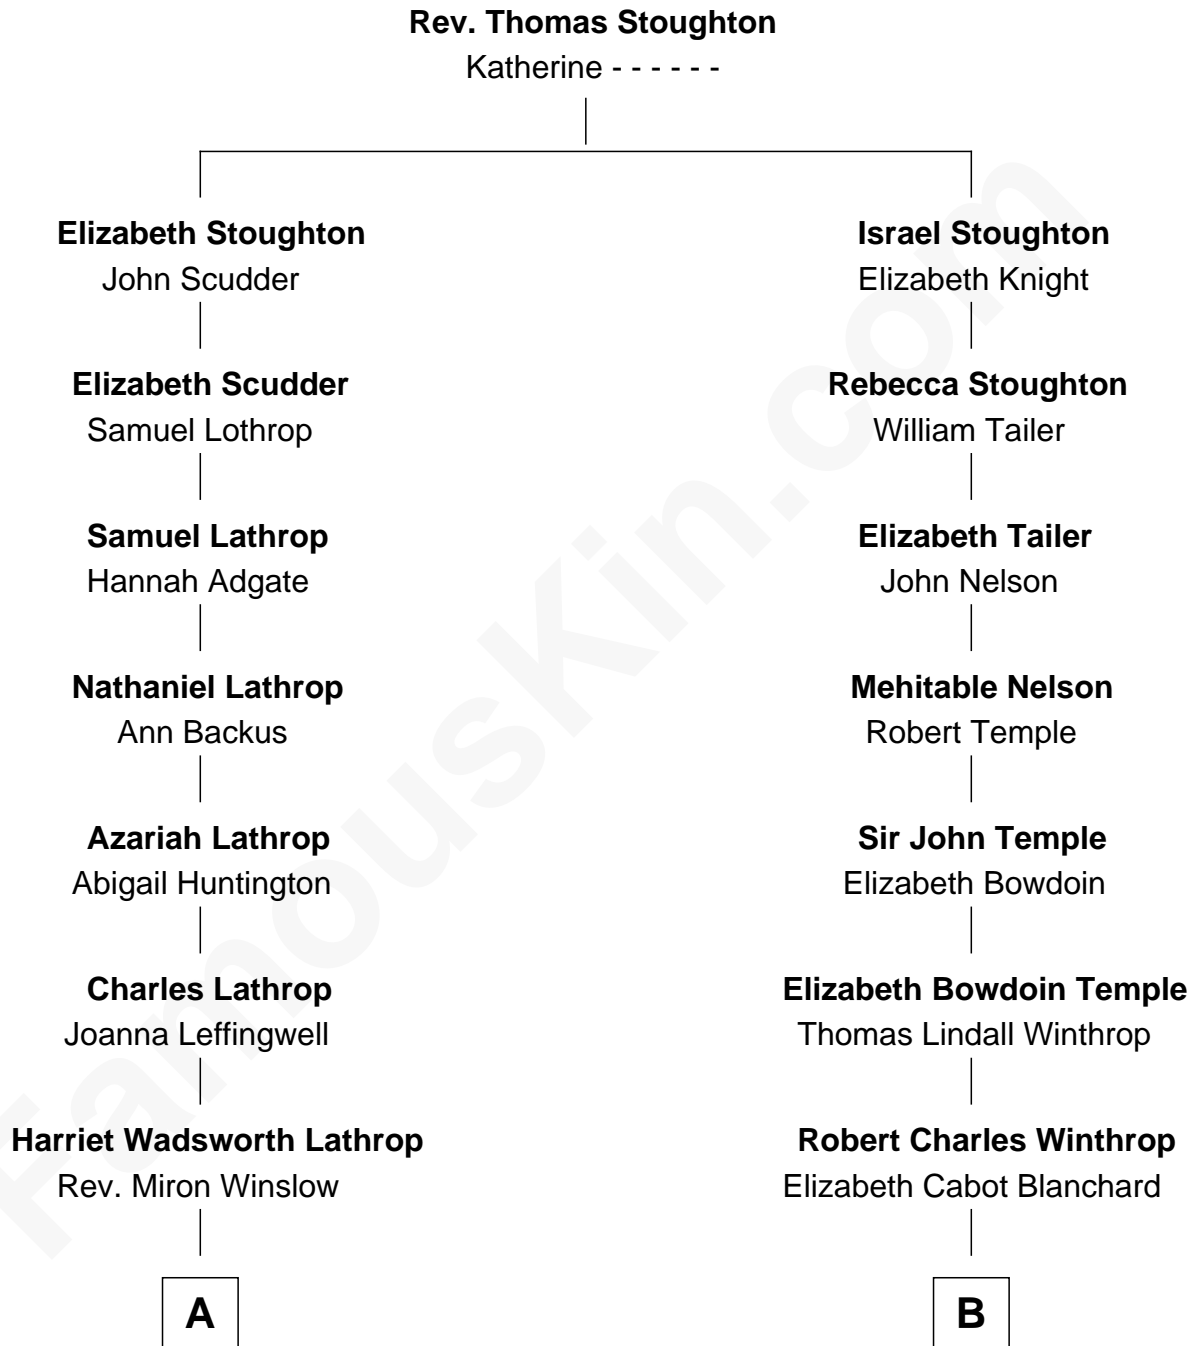 Rev. Thomas Stoughton
Katherine - - - - - -
Elizabeth Stoughton
John Scudder
Israel Stoughton
Elizabeth Knight
Elizabeth Scudder
Samuel Lothrop
Rebecca Stoughton
William Tailer
Samuel Lathrop
Hannah Adgate
Elizabeth Tailer
John Nelson
Nathaniel Lathrop
Ann Backus
Mehitable Nelson
Robert Temple
Azariah Lathrop
Abigail Huntington
Sir John Temple
Elizabeth Bowdoin
Charles Lathrop
Joanna Leffingwell
Elizabeth Bowdoin Temple
Thomas Lindall Winthrop
Harriet Wadsworth Lathrop
Rev. Miron Winslow
Robert Charles Winthrop
Elizabeth Cabot Blanchard
A
B
FamousKin.com